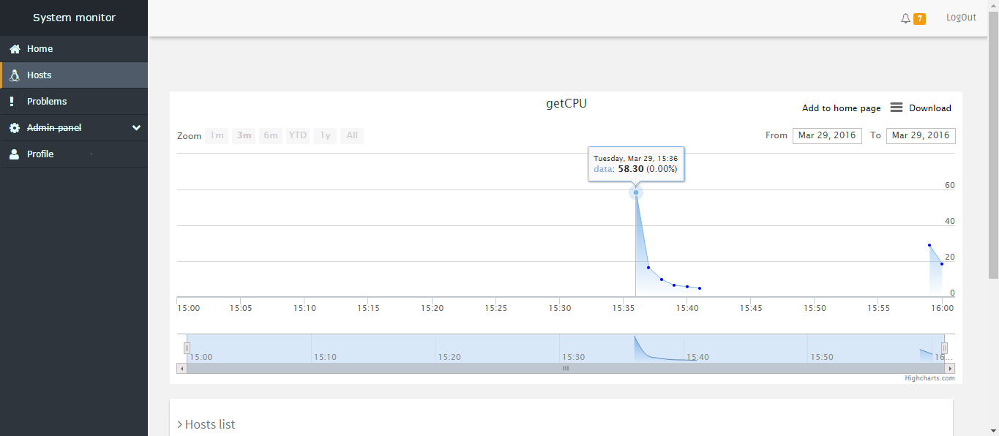 System monitor
7
LogOut
Home
Hosts
Problems
Admin panel
Profile
getCPU
Add to home page
Download
Zoom 1m 3m 6m YTD 1y All
From Mar 29, 2016 To Mar 29, 2016
Tuesday, Mar 29, 15:36
data: 58.30 (0.00%)
60
40
20
0
15:00 15:05 15:10 15:15 15:20 15:25 15:30 15:35 15:40 15:45 15:50 15:55 16:00
15:00 15:10 15:20 15:30 15:40 15:50 16...
Highcharts.com
Hosts list